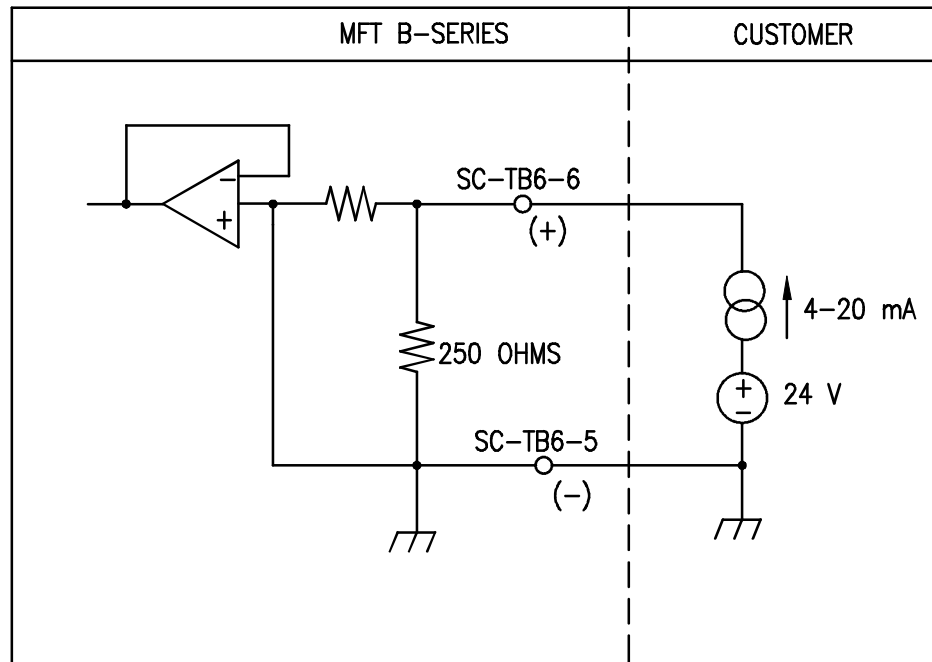 MFT B-SERIES
CUSTOMER
SC-TB6-6
(+)
-
+
4-20 mA
250 OHMS
+
-
24 V
SC-TB6-5
(-)